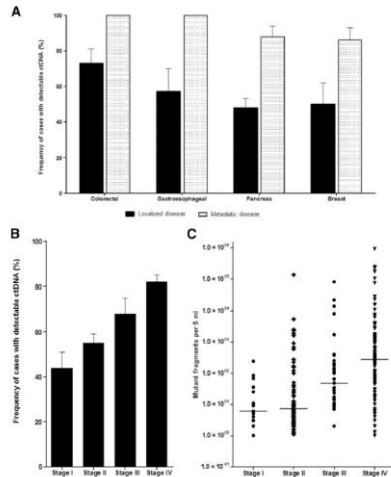 A
Frequency of cases with detectable ctDNA (%)
100
80
60
40
20
0
Colorectal
Gastroesophageal
Pancreas
Breast
Localized disease
Metastatic disease
B
Frequency of cases with detectable ctDNA (%)
100
80
60
40
20
0
Stage I
Stage II
Stage III
Stage IV
C
Mutant fragments per 5 ml
Stage I
Stage II
Stage III
Stage IV